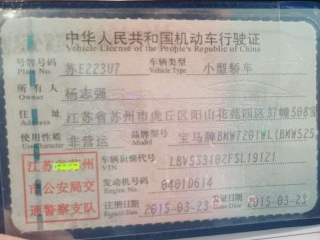 中华人民共和国机动车行驶证
Vehicle License of the People's Republic of China
号牌号码 苏E223U7 车辆类型 小型轿车
Plate No. Vehicle Type
所有人 杨志强
Owner
住址 江苏省苏州市虎丘区阳山花苑四区37幢508室
Address
使用性质 非营运 品牌型号 宝马牌BMW7201WL(BMW525
江苏 州
公安局交
通警察支队
车辆识别代号
VIN
发动机号码
Engine No.
注册日期 2015-03-23 发证日期 2015-03-23
Register Date Issue Date